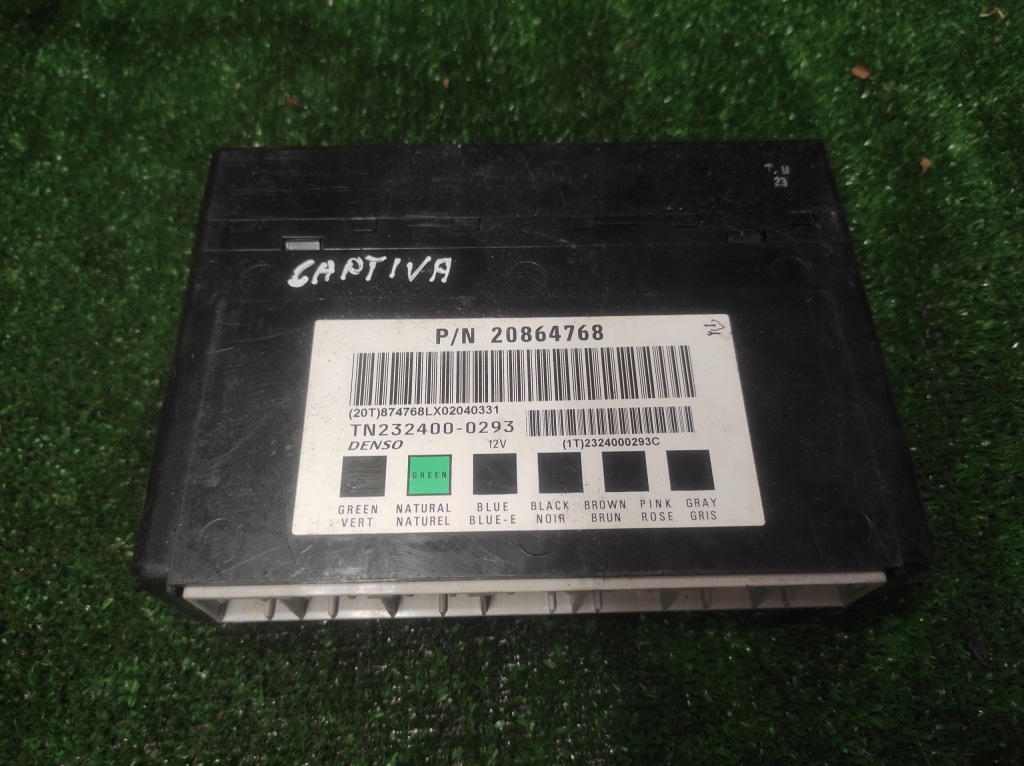 23
CAPTIVA
P/N 20864768
(20T)874768LX02040331
TN232400-0293
DENSO 12V (1T)2324000293C
GREEN
GREEN NATURAL BLUE BLACK BROWN PINK GRAY
VERT NATUREL BLUE-E NOIR BRUN ROSE GRIS